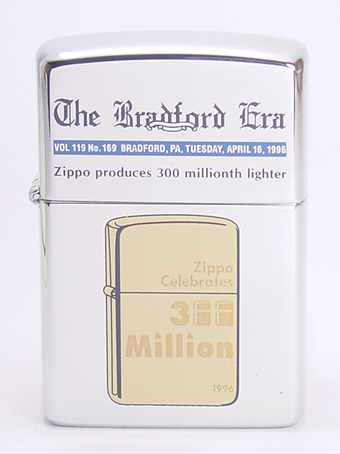 The Bradford Era
VOL 119 No. 169 BRADFORD, PA, TUESDAY, APRIL 16, 1996
Zippo produces 300 millionth lighter
Zippo
Celebrates
300
Million
1996